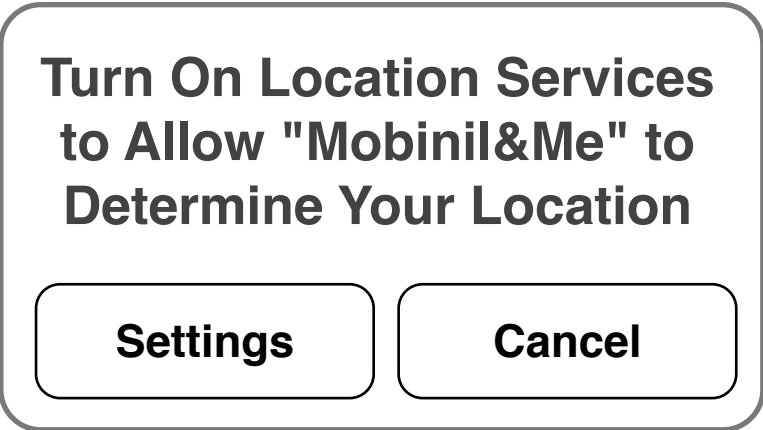 Turn On Location Services
to Allow "Mobinil&Me" to
Determine Your Location
Settings
Cancel